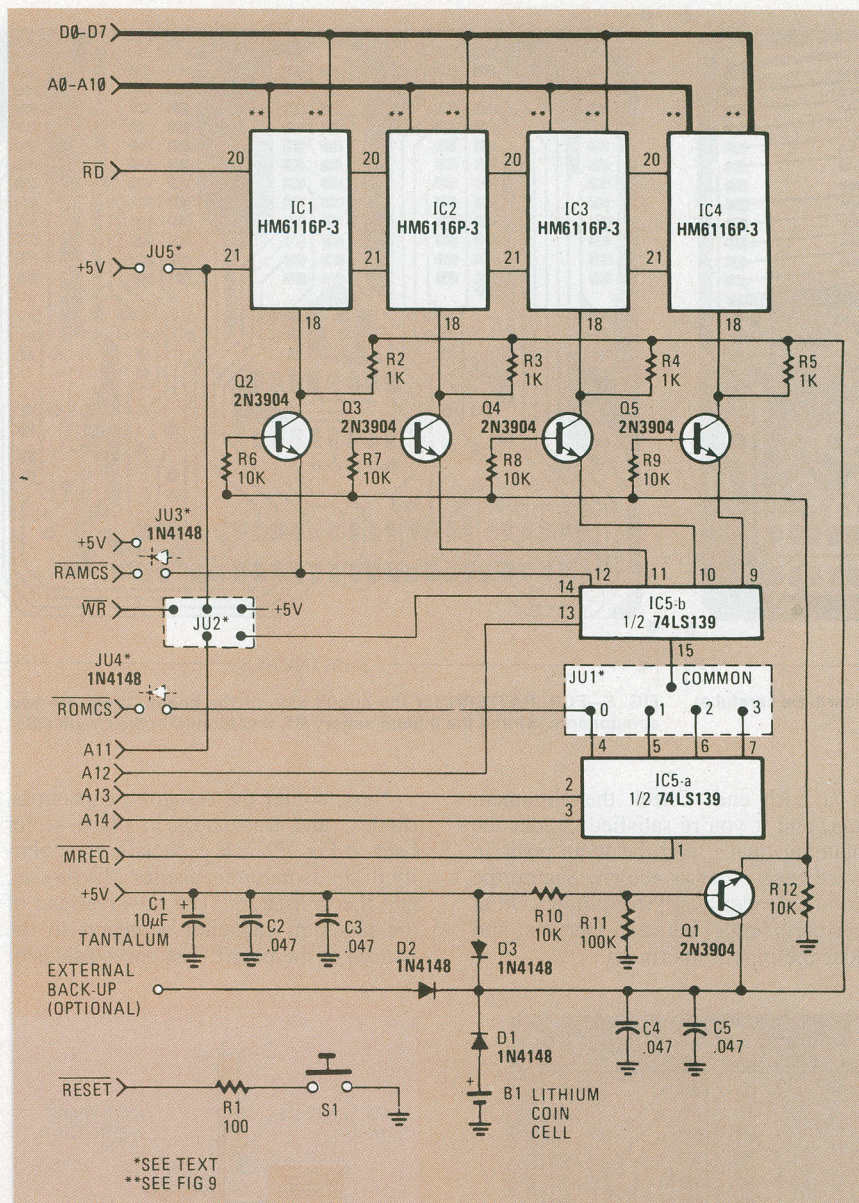 D0-D7
A0-A10
** ** ** ** ** ** ** **
R̅D̅
20 20 20 20
IC1
HM6116P-3
IC2
HM6116P-3
IC3
HM6116P-3
IC4
HM6116P-3
+5V
JU5*
21 21 21 21
18 18 18 18
R2
1K
R3
1K
R4
1K
R5
1K
Q2
2N3904
Q3
2N3904
Q4
2N3904
Q5
2N3904
R6
10K
R7
10K
R8
10K
R9
10K
JU3*
1N4148
+5V
R̅A̅M̅C̅S̅
12 11 10 9
14
13
IC5-b
1/2 74LS139
15
W̅R̅
JU2*
+5V
JU4*
1N4148
R̅O̅M̅C̅S̅
JU1*
COMMON
0 1 2 3
4 5 6 7
A11
A12
A13
A14
2
3
IC5-a
1/2 74LS139
1
M̅R̅E̅Q̅
+5V
C1
10µF
+
TANTALUM
C2
.047
C3
.047
D2
1N4148
D3
1N4148
R10
10K
R11
100K
Q1
2N3904
R12
10K
EXTERNAL
BACK-UP
(OPTIONAL)
D1
1N4148
C4
.047
C5
.047
+
B1 LITHIUM
COIN
CELL
R̅E̅S̅E̅T̅
R1
100
S1
*SEE TEXT
**SEE FIG 9